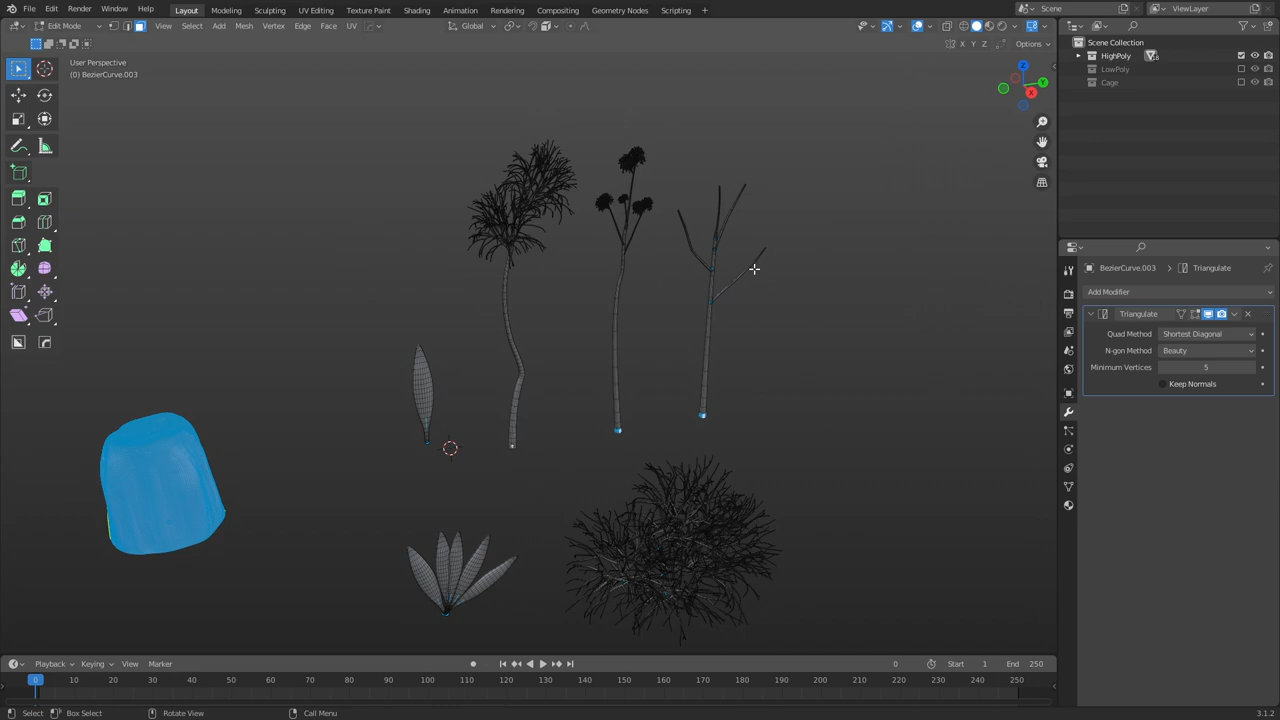 File Edit Render Window Help Layout Modeling Sculpting UV Editing Texture Paint Shading Animation Rendering Compositing Geometry Nodes Scripting + Scene ViewLayer
Edit Mode View Select Add Mesh Vertex Edge Face UV Global
X Y Z Options
User Perspective
(0) BezierCurve.003
Z
Y
X
Scene Collection
HighPoly 18
LowPoly
Cage
BezierCurve.003 > Triangulate
Add Modifier
Triangulate
Quad Method Shortest Diagonal
N-gon Method Beauty
Minimum Vertices 5
Keep Normals
Playback Keying View Marker 0 Start 1 End 250
0 10 20 30 40 50 60 70 80 90 100 110 120 130 140 150 160 170 180 190 200 210 220 230 240 250
Select Box Select Rotate View Call Menu 3.1.2